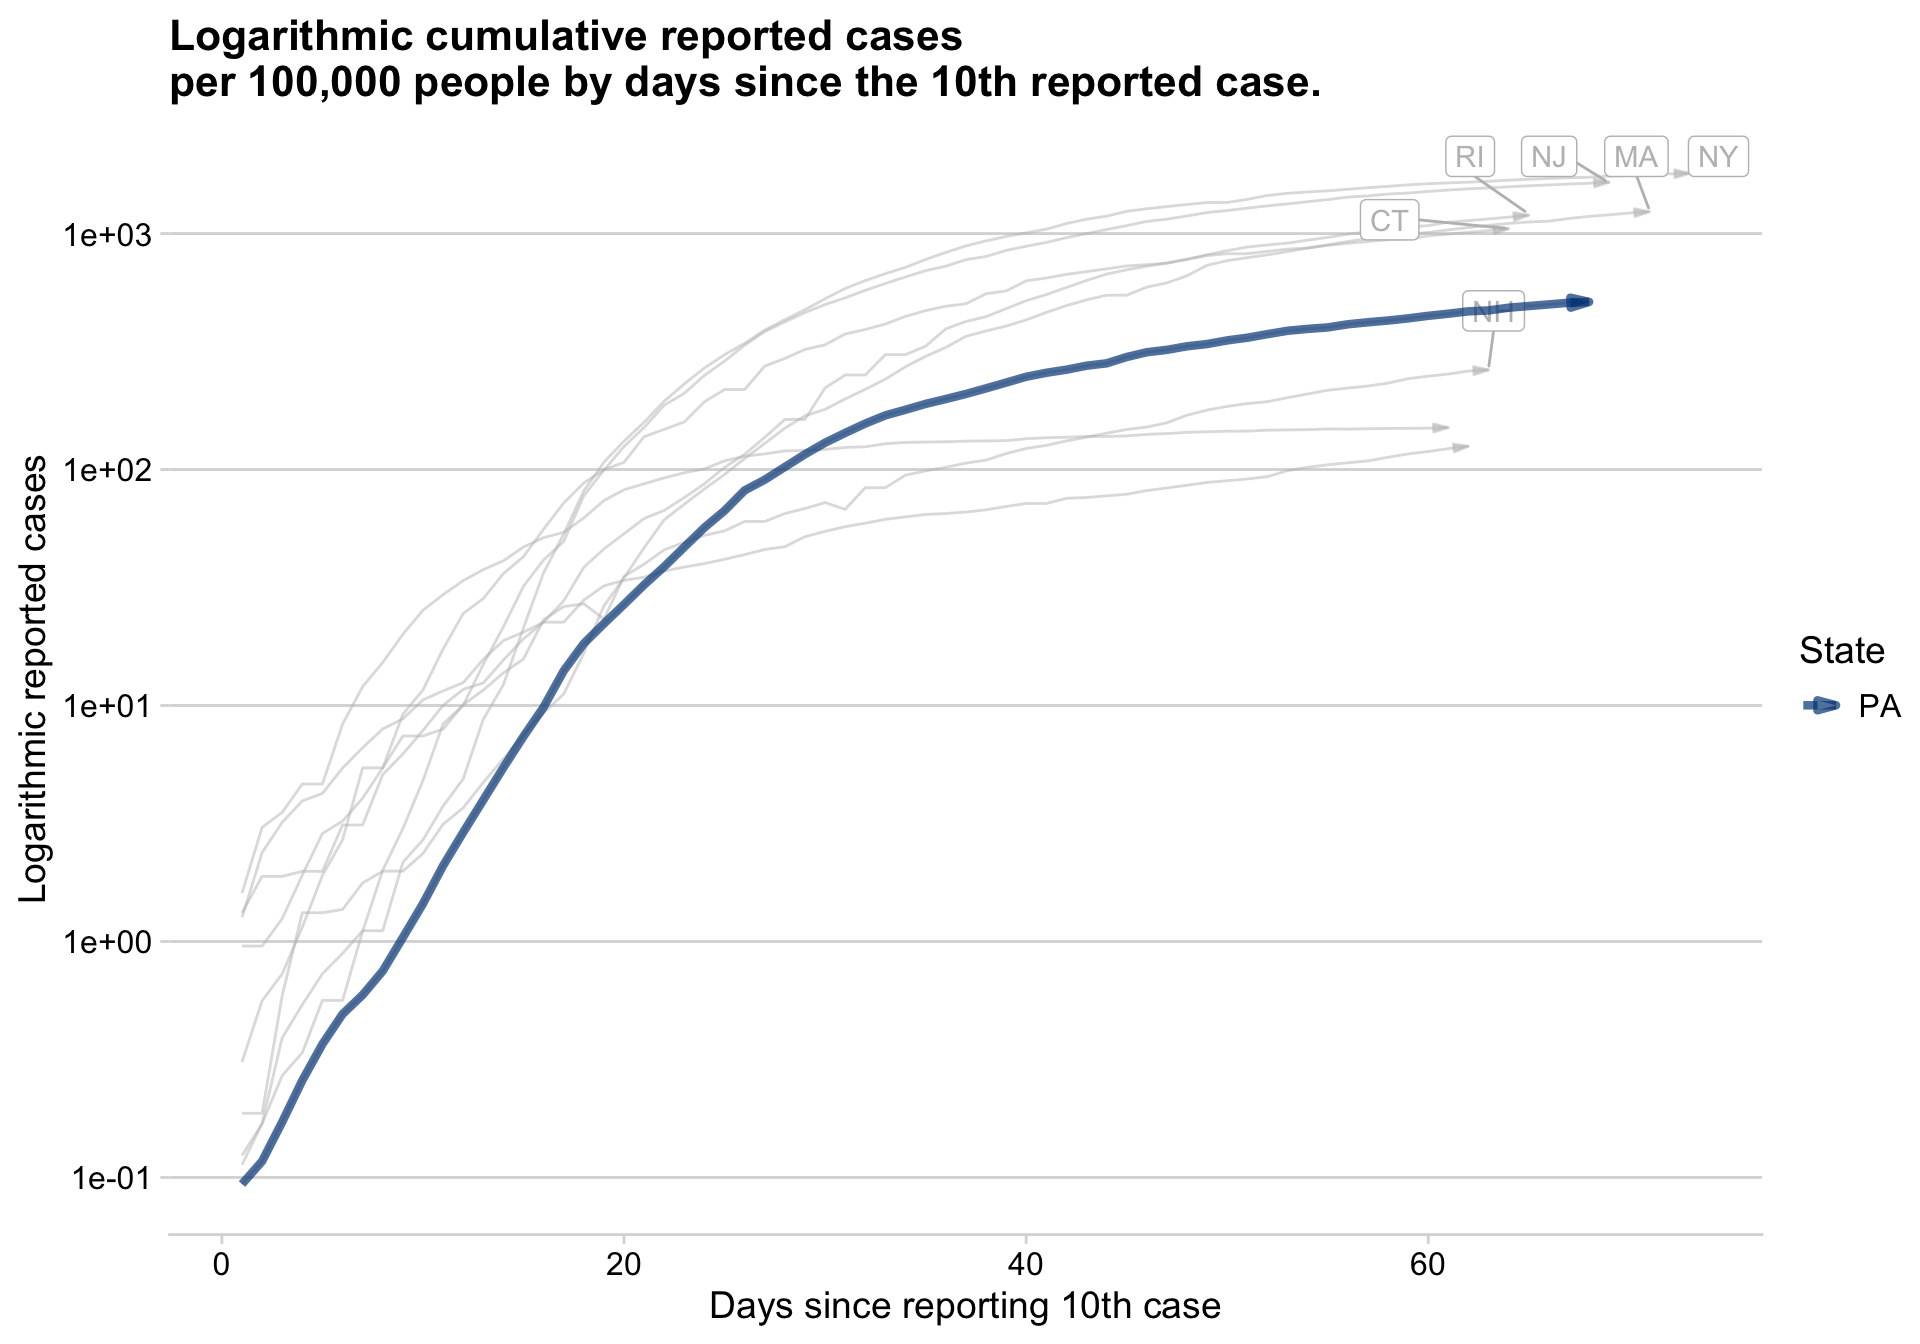 Logarithmic cumulative reported cases
per 100,000 people by days since the 10th reported case.
RI
NJ
MA
NY
CT
NH
1e+03
1e+02
1e+01
1e+00
1e-01
Logarithmic reported cases
0
20
40
60
Days since reporting 10th case
State
PA